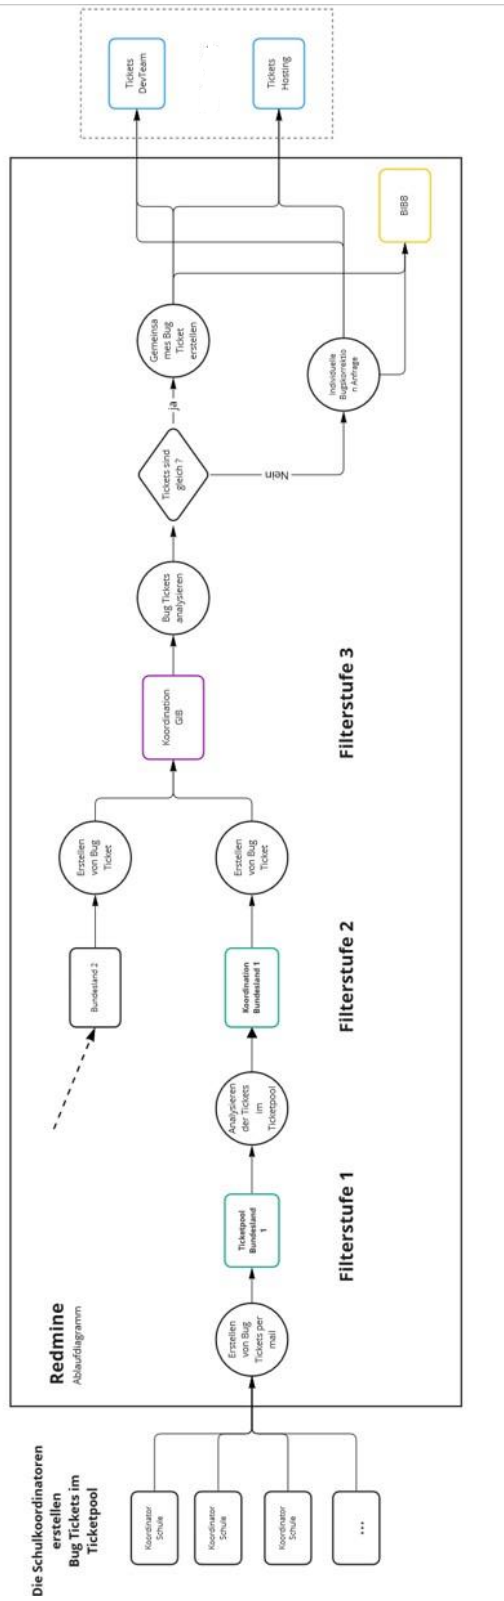 Die Schulkoordinatoren
erstellen
Bug Tickets im
Ticketpool
Koordinator
Schule
Koordinator
Schule
Koordinator
Schule
...
Redmine
Ablaufdiagramm
Erstellen
von Bug
Tickets per
mail
Ticketpool
Bundesland
1
Filterstufe 1
Analysieren
der Tickets
im
Ticketpool
Bundesland 2
Koordination
Bundesland 1
Filterstufe 2
Erstellen
von Bug
Ticket
Erstellen
von Bug
Ticket
Koordination
GIB
Filterstufe 3
Bug Tickets
analysieren
Tickets sind
gleich ?
ja
Nein
Gemeinsa
mes Bug
Ticket
erstellen
Individuelle
Bugskorrektio
n Anfrage
BIBB
Tickets
DevTeam
Tickets
Hosting